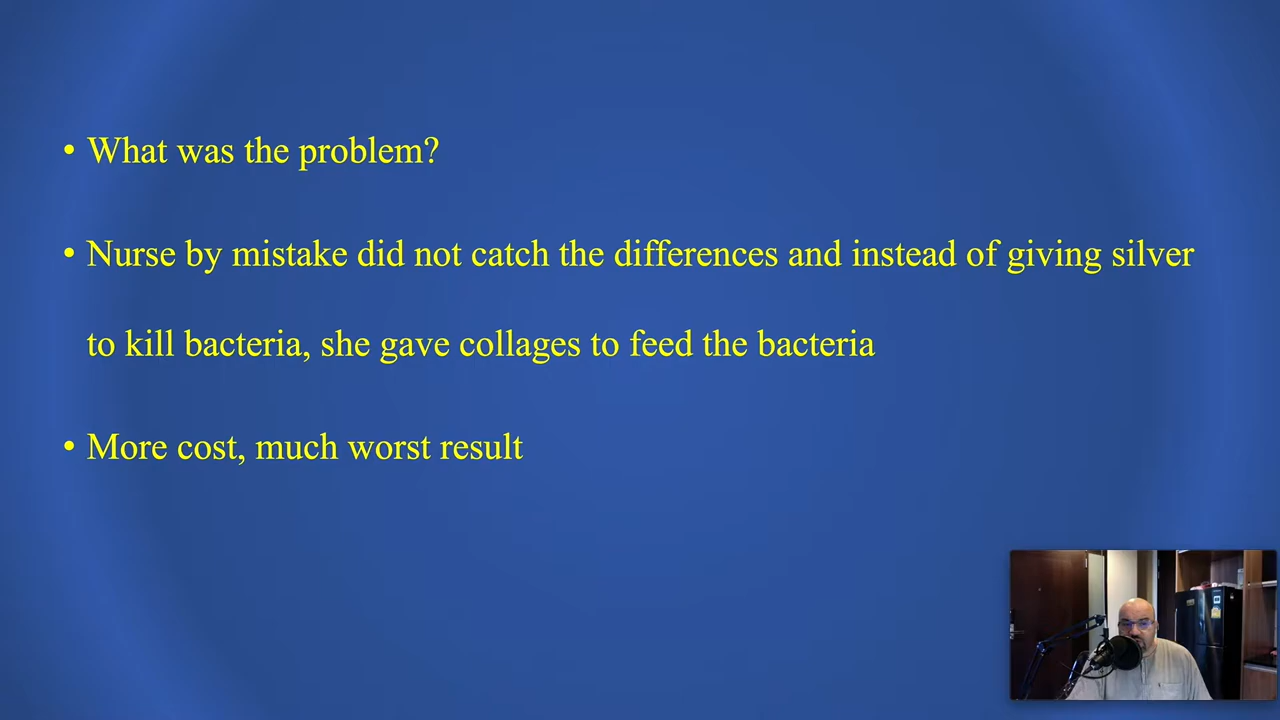 • What was the problem?
• Nurse by mistake did not catch the differences and instead of giving silver
to kill bacteria, she gave collages to feed the bacteria
• More cost, much worst result